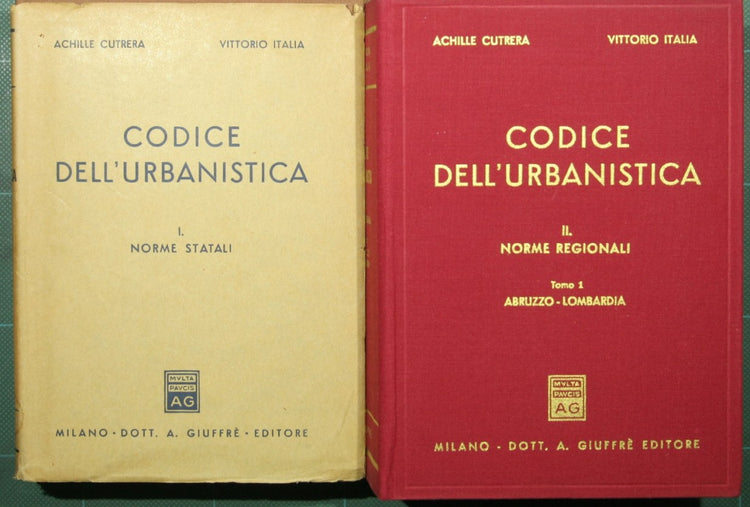 ACHILLE CUTRERA VITTORIO ITALIA
CODICE
DELL'URBANISTICA
I.
NORME STATALI
MVLTA
PAVCIS
AG
MILANO - DOTT. A. GIUFFRÈ - EDITORE
ACHILLE CUTRERA VITTORIO ITALIA
CODICE
DELL'URBANISTICA
II.
NORME REGIONALI
Tomo 1
ABRUZZO - LOMBARDIA
MVLTA
PAVCIS
AG
MILANO - DOTT. A. GIUFFRÈ EDITORE